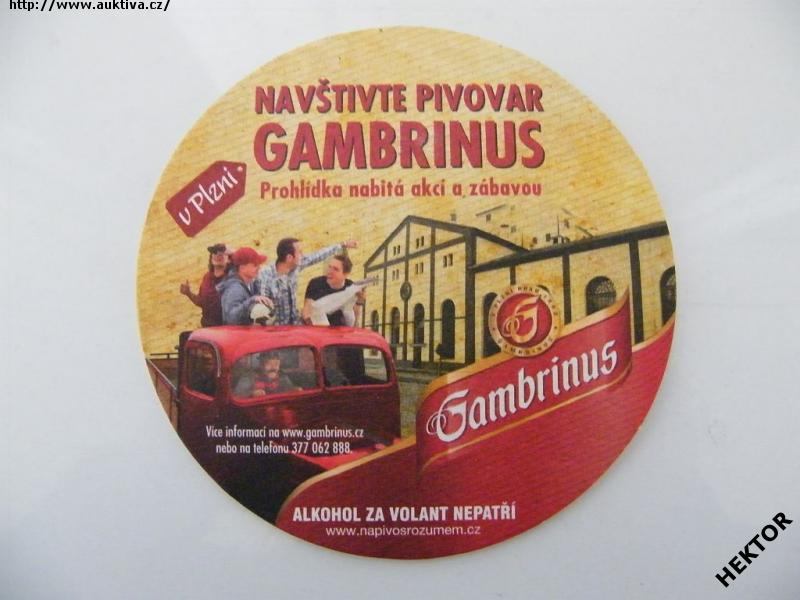 http://www.auktiva.cz/
NAVŠTIVTE PIVOVAR
GAMBRINUS
v Plzni
Prohlídka nabitá akcí a zábavou
GAMBRINUS
Gambrinus
Více informací na www.gambrinus.cz
nebo na telefonu 377 062 888.
ALKOHOL ZA VOLANT NEPATŘÍ
www.napivosrozumem.cz
HEKTOR